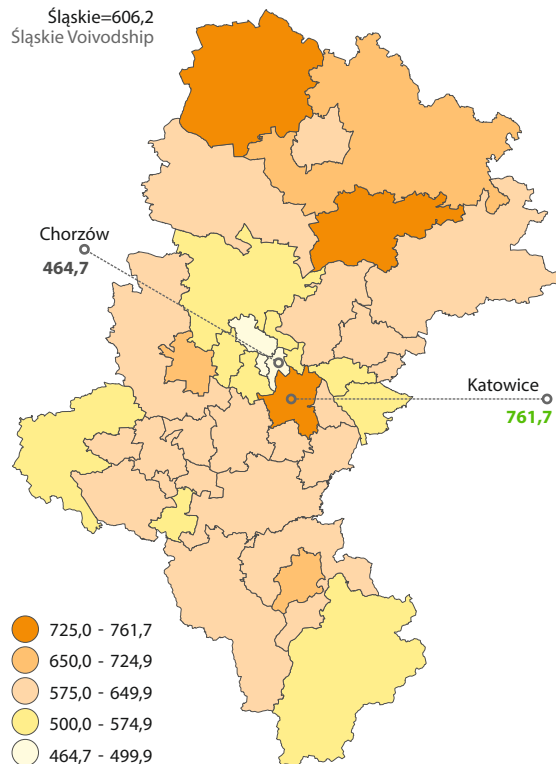 Śląskie=606,2
Śląskie Voivodship
Chorzów
464,7
Katowice
761,7
725,0 - 761,7
650,0 - 724,9
575,0 - 649,9
500,0 - 574,9
464,7 - 499,9